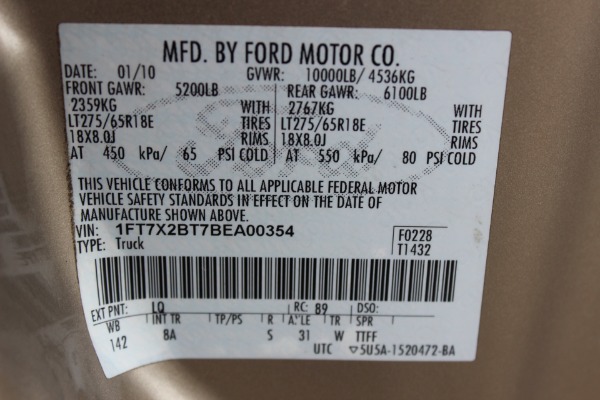 MFD. BY FORD MOTOR CO.
DATE: 01/10 GVWR: 10000LB/ 4536KG
FRONT GAWR: 5200LB REAR GAWR: 6100LB
2359KG WITH 2767KG WITH
LT275/65R18E TIRES LT275/65R18E TIRES
18X8.0J RIMS 18X8.0J RIMS
AT 450 kPa/ 65 PSI COLD AT 550 kPa/ 80 PSI COLD
THIS VEHICLE CONFORMS TO ALL APPLICABLE FEDERAL MOTOR
VEHICLE SAFETY STANDARDS IN EFFECT ON THE DATE OF
MANUFACTURE SHOWN ABOVE.
VIN: 1FT7X2BT7BEA00354 F0228
TYPE: Truck T1432
EXT PNT: LQ RC: 89 DSO:
WB INT TR TP/PS R A:LE TR SPR
142 8A S 31 W TTFF
UTC ▽5U5A-1520472-BA